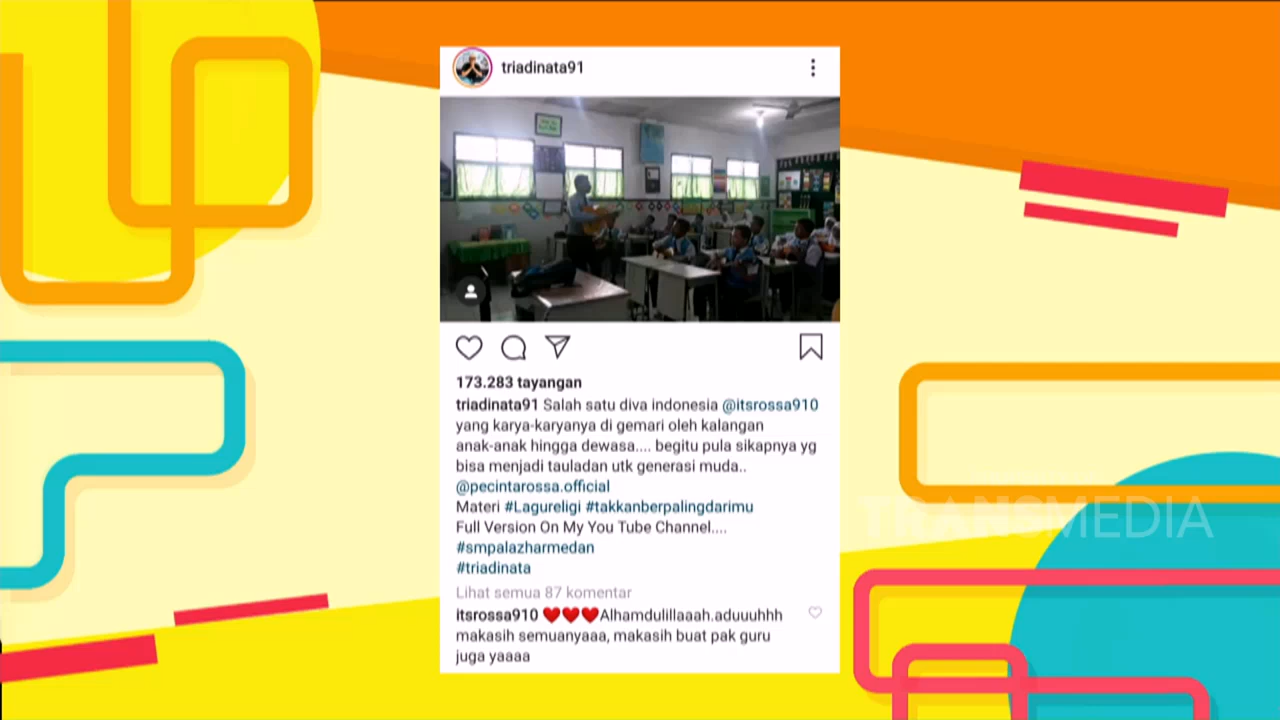 triadinata91
173.283 tayangan
triadinata91 Salah satu diva indonesia @itsrossa910
yang karya-karyanya di gemari oleh kalangan
anak-anak hingga dewasa.... begitu pula sikapnya yg
bisa menjadi tauladan utk generasi muda..
@pecintarossa.official
Materi #Lagureligi #takkanberpalingdarimu
Full Version On My You Tube Channel....
#smpalazharmedan
#triadinata
Lihat semua 87 komentar
itsrossa910 ❤️❤️❤️Alhamdulillaaah.aduuuhhh
makasih semuanyaaa, makasih buat pak guru
juga yaaaa
TRANSMEDIA